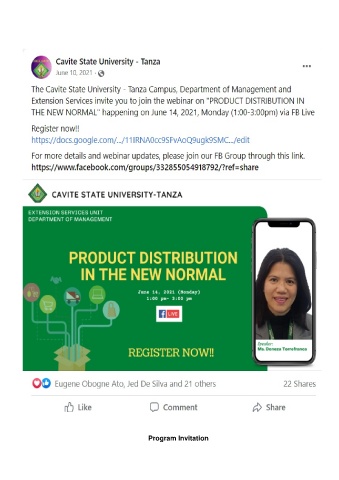 Cavite State University - Tanza
June 10, 2021 ·
The Cavite State University - Tanza Campus, Department of Management and
Extension Services invite you to join the webinar on "PRODUCT DISTRIBUTION IN
THE NEW NORMAL" happening on June 14, 2021, Monday (1:00-3:00pm) via FB Live
Register now!!
https://docs.google.com/.../11IRNA0cc9SFvAoQ9ugk9SMC.../edit
For more details and webinar updates, please join our FB Group through this link.
https://www.facebook.com/groups/332855054918792/?ref=share
CAVITE STATE UNIVERSITY-TANZA
EXTENSION SERVICES UNIT
DEPARTMENT OF MANAGEMENT
PRODUCT DISTRIBUTION
IN THE NEW NORMAL
June 14, 2021 (Monday)
1:00 pm- 3:00 pm
f LIVE
REGISTER NOW!!
Speaker:
Ms.
Eugene Obogne Ato, Jed De Silva and 21 others
22 Shares
Like
Comment
Share
Program Invitation